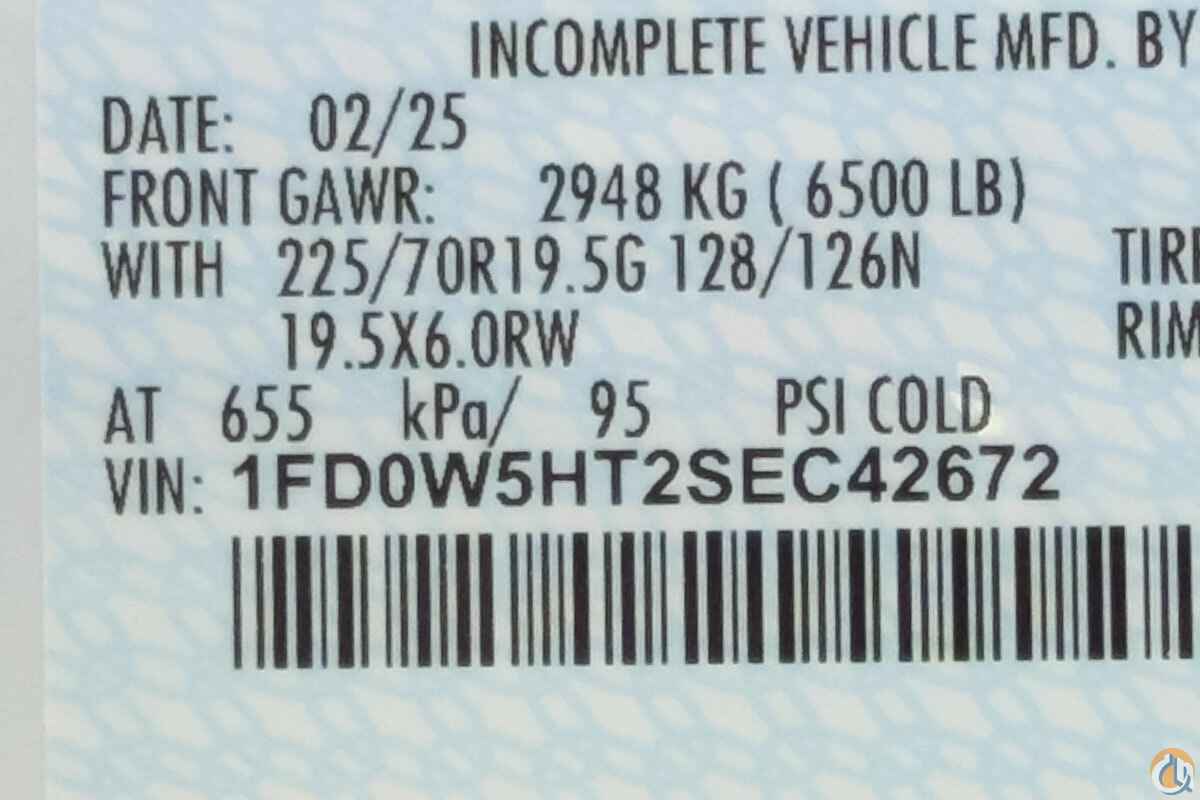 INCOMPLETE VEHICLE MFD. BY
DATE: 02/25
FRONT GAWR: 2948 KG ( 6500 LB)
WITH 225/70R19.5G 128/126N TIRE
19.5X6.0RW RIM
AT 655 kPa/ 95 PSI COLD
VIN: 1FD0W5HT2SEC42672